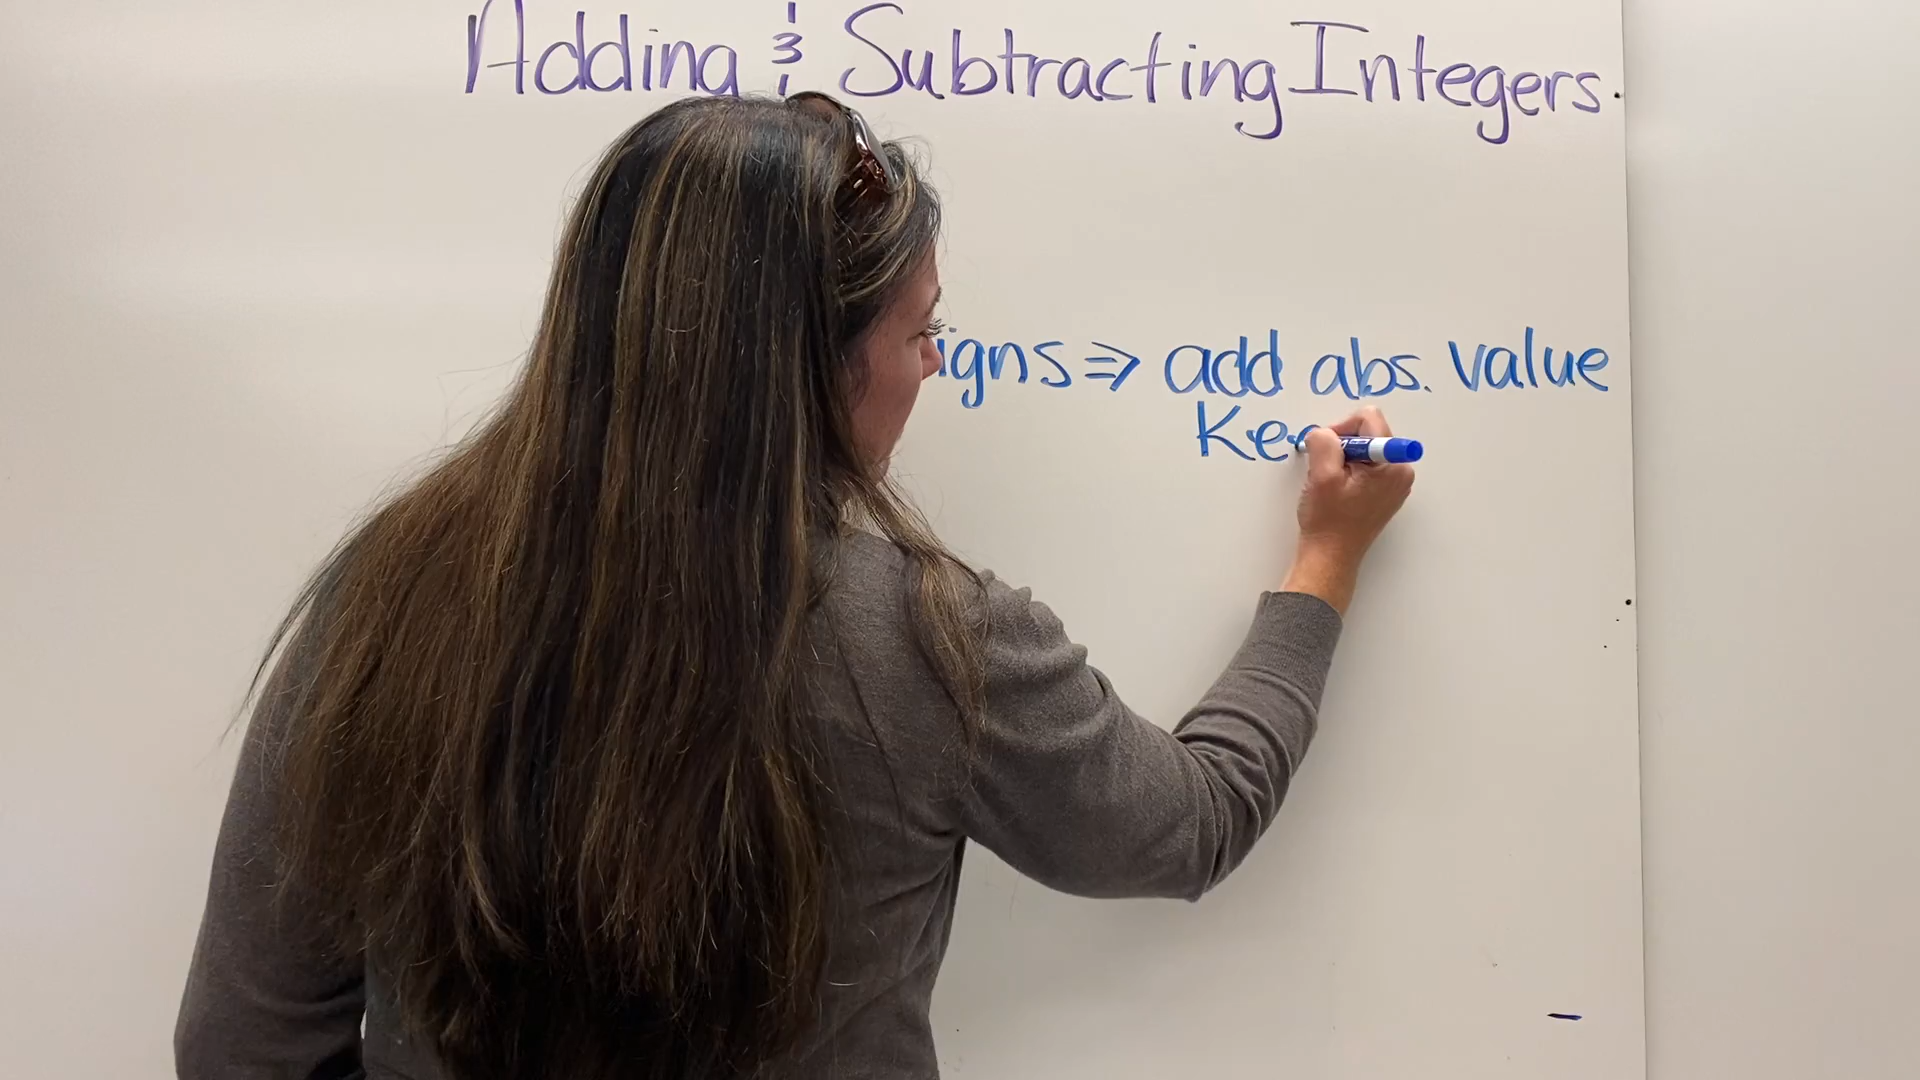 Adding & Subtracting Integers
igns ⇒ add abs. value
Ke